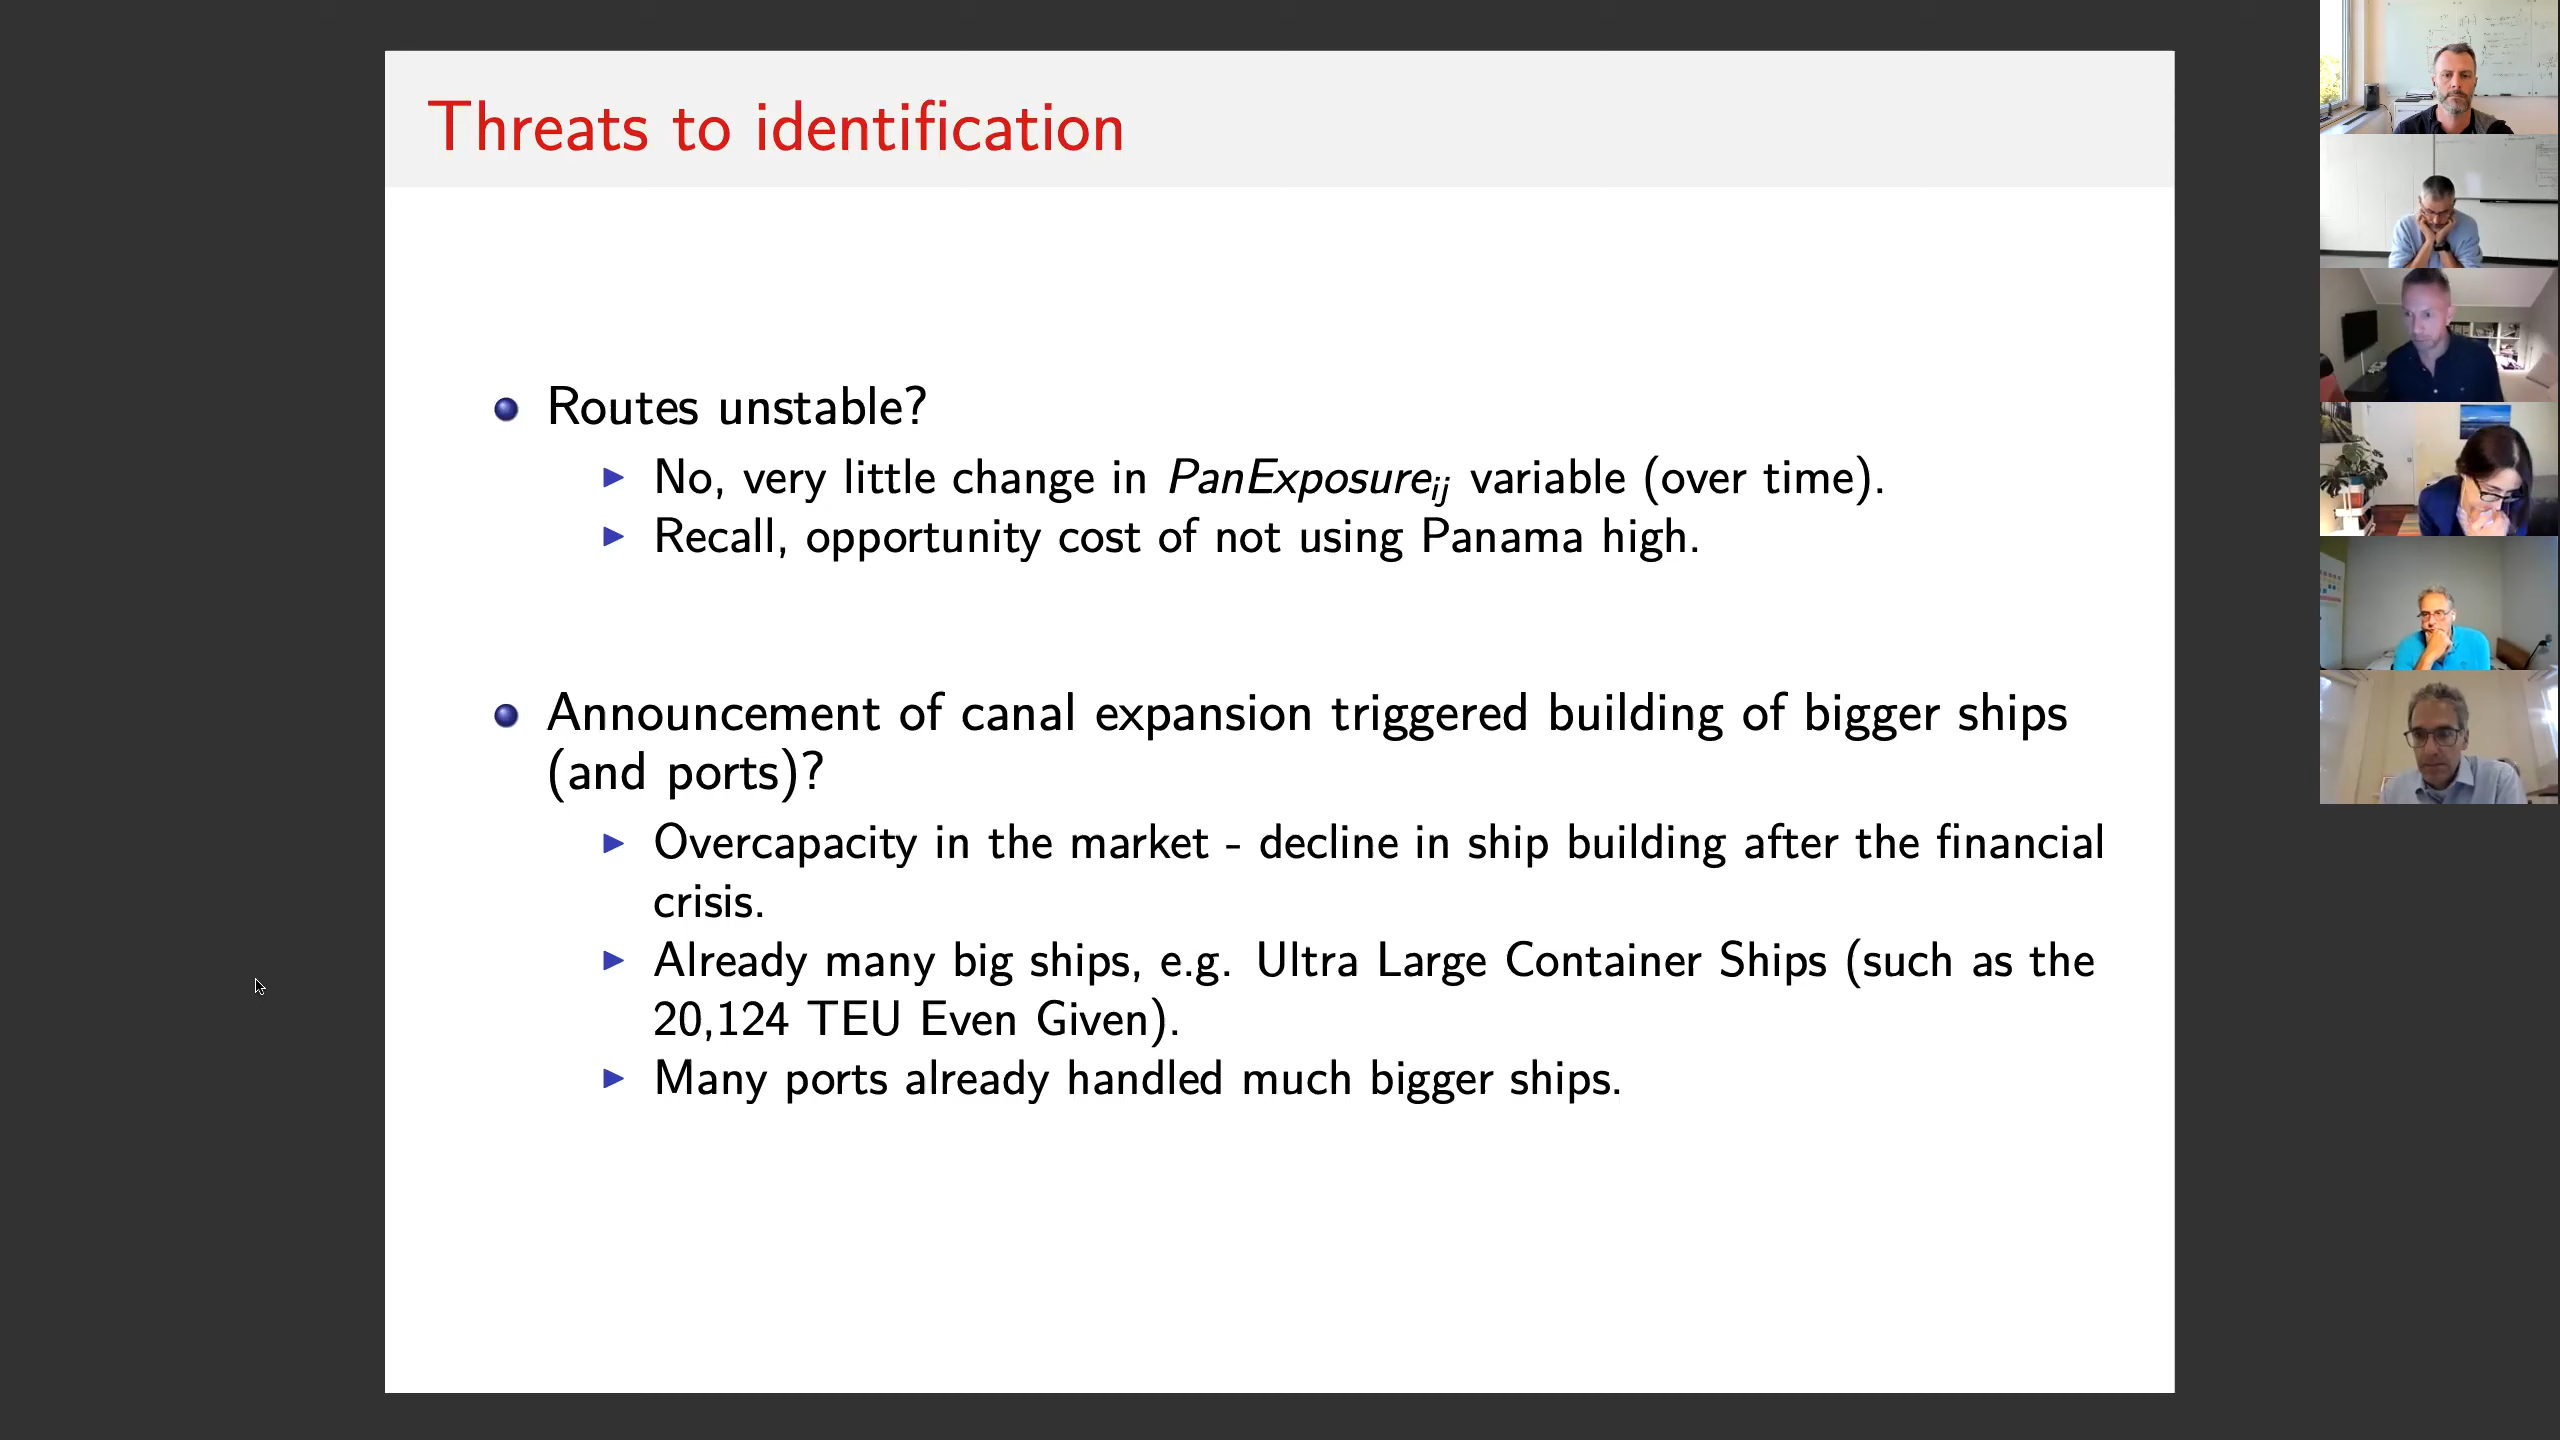 Threats to identification
Routes unstable?
No, very little change in PanExposureij variable (over time).
Recall, opportunity cost of not using Panama high.
Announcement of canal expansion triggered building of bigger ships
(and ports)?
Overcapacity in the market - decline in ship building after the financial
crisis.
Already many big ships, e.g. Ultra Large Container Ships (such as the
20,124 TEU Even Given).
Many ports already handled much bigger ships.